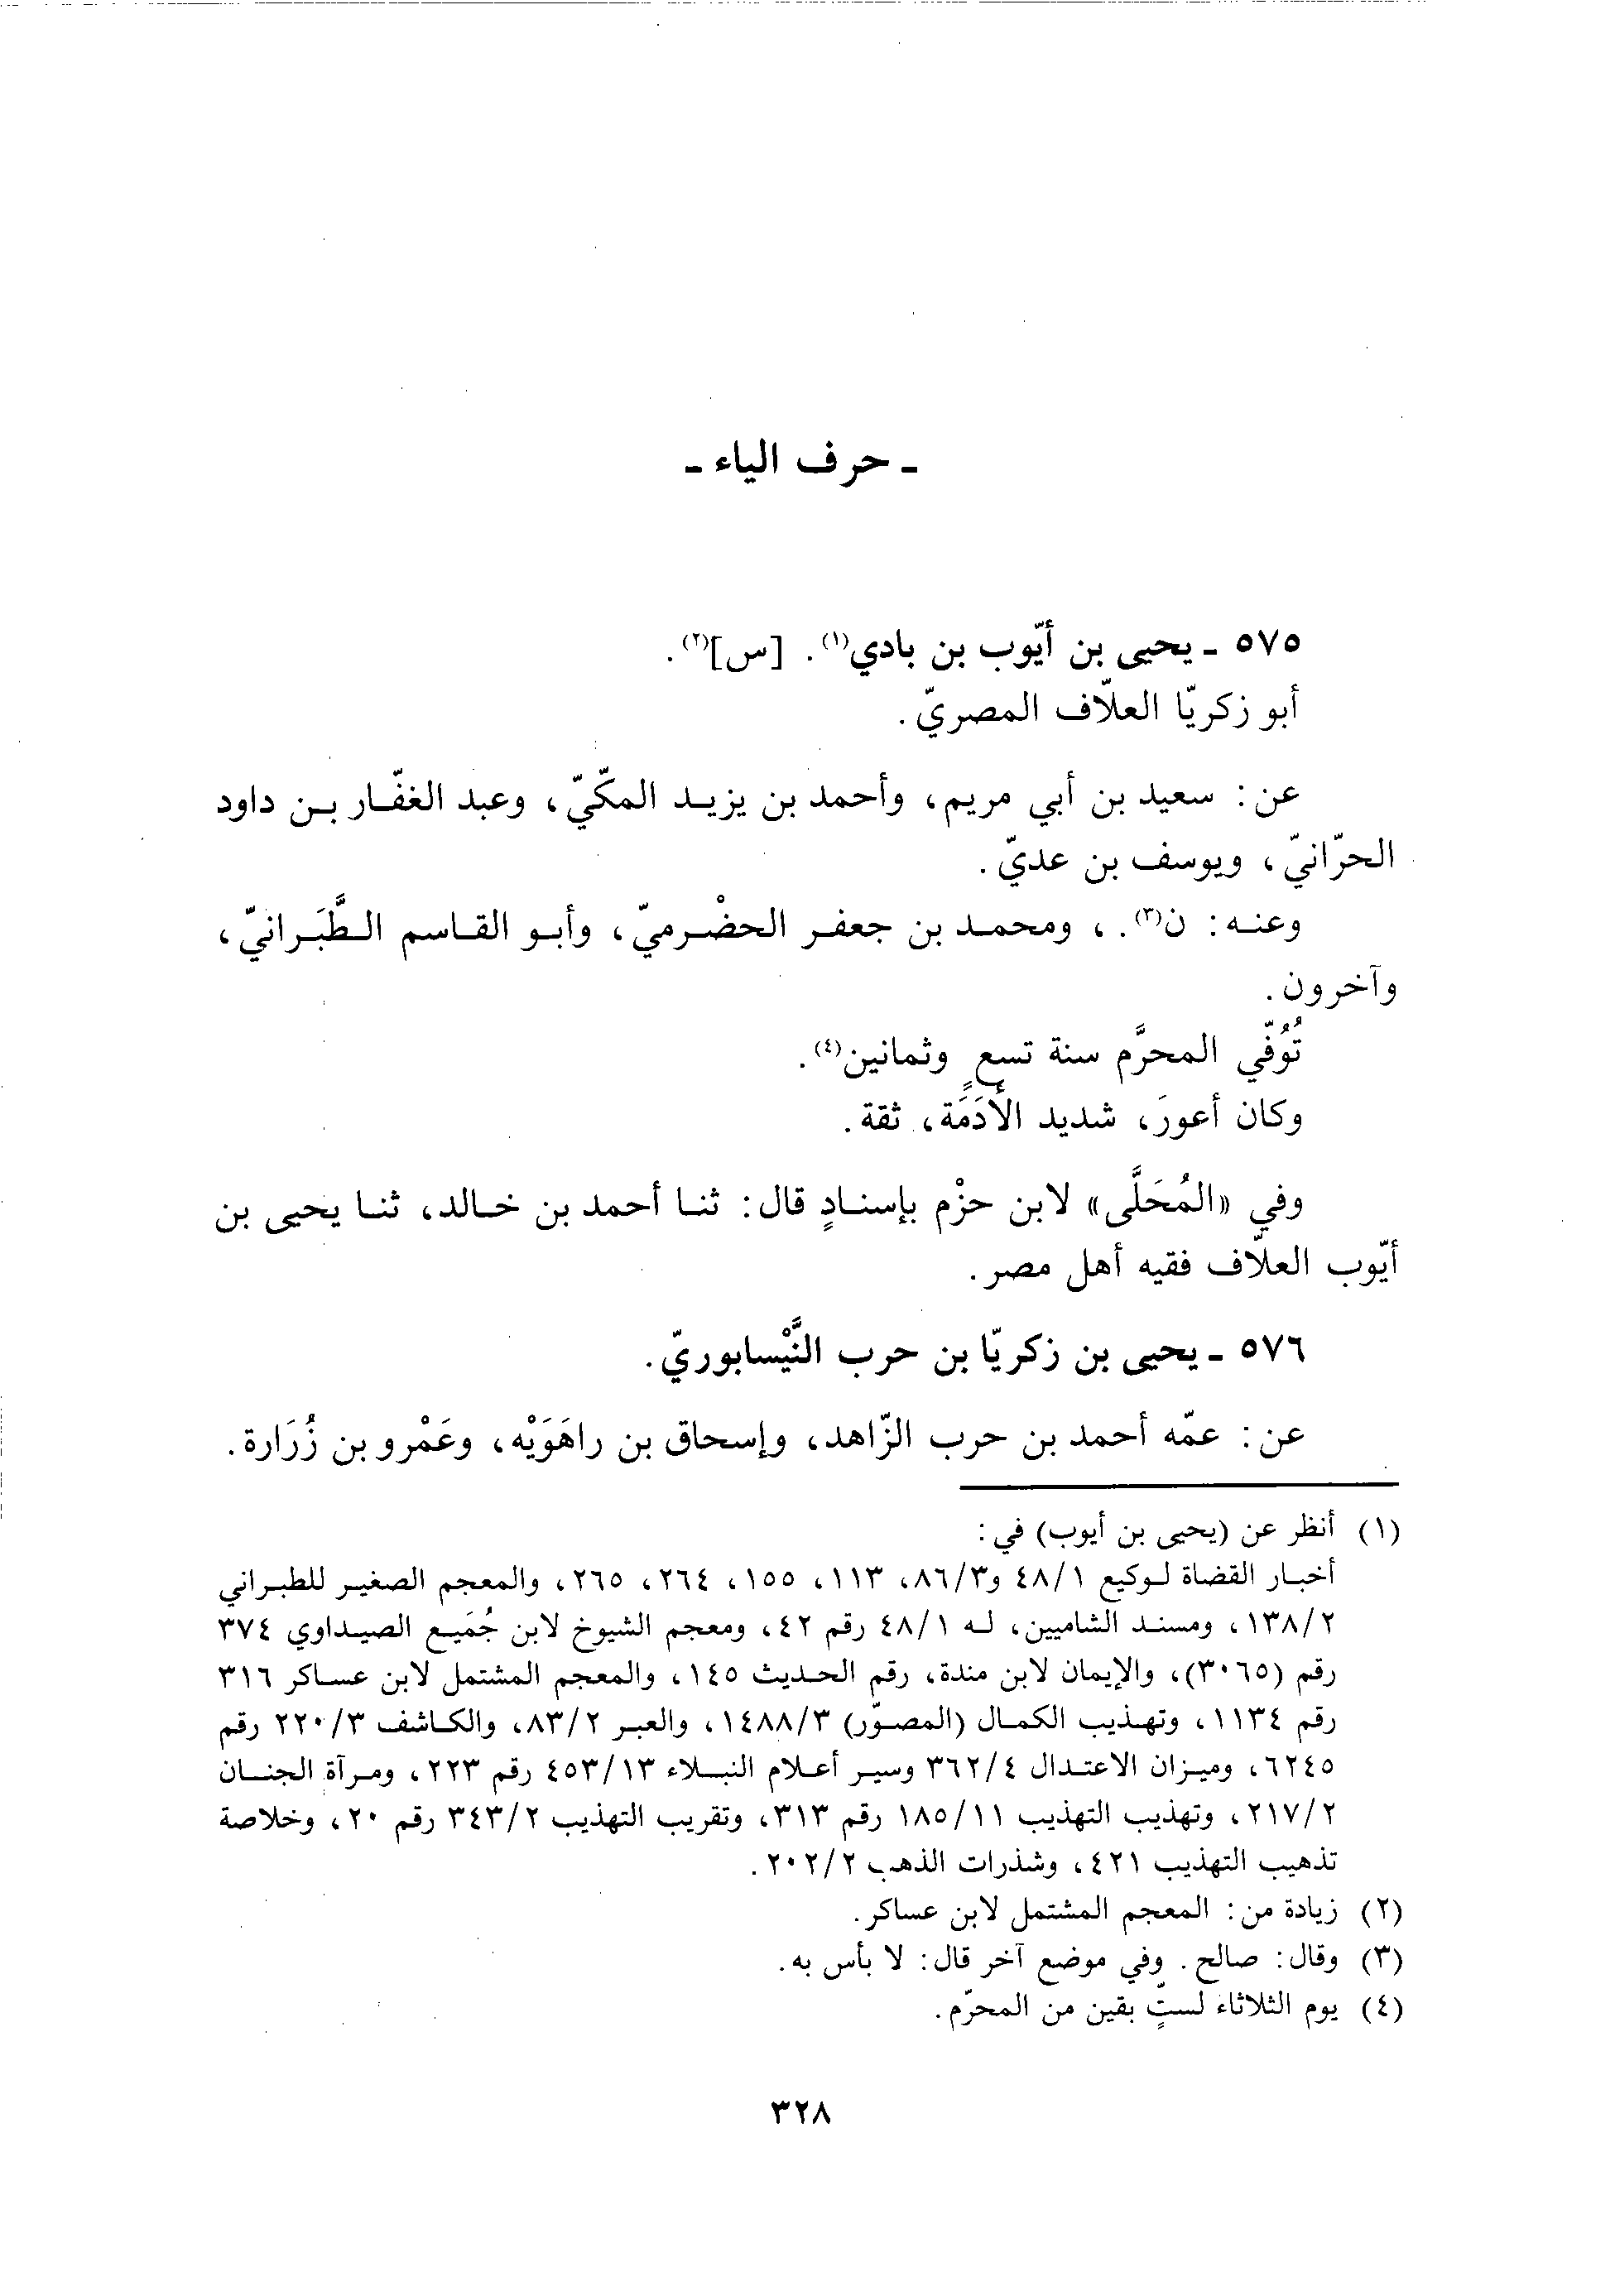 ـ حرف الياء ـ
٥٧٥ ـ يحيى بن أيّوب بن بادي(١). [س](٢).
أبو زكريّا العلّاف المصريّ.
عن: سعيد بن أبي مريم، وأحمد بن يزيد المكّيّ، وعبد الغفّار بن داود
الحرّانيّ، ويوسف بن عديّ.
وعنه: ن(٣). ، ومحمد بن جعفر الحضْرميّ، وأبو القاسم الطَّبَرانيّ،
وآخرون.
تُوُفّي المحرَّم سنة تسعٍ وثمانين(٤).
وكان أعورَ، شديد الأَدَمَة، ثقة.
وفي «المُحَلَّى» لابن حزْم بإسنادٍ قال: ثنا أحمد بن خالد، ثنا يحيى بن
أيّوب العلّاف فقيه أهل مصر.
٥٧٦ ـ يحيى بن زكريّا بن حرب النَّيْسابوريّ.
عن: عمّه أحمد بن حرب الزّاهد، وإسحاق بن راهَوَيْه، وعَمْرو بن زُرَارة.
(١) أنظر عن (يحيى بن أيوب) في:
أخبار القضاة لوكيع ٤٨/١ و٨٦/٣، ١١٣، ١٥٥، ٢٦٤، ٢٦٥، والمعجم الصغير للطبراني
١٣٨/٢، ومسند الشاميين، له ٤٨/١ رقم ٤٢، ومعجم الشيوخ لابن جُمَيع الصيداوي ٣٧٤
رقم (٣٠٦٥)، والإيمان لابن مندة، رقم الحديث ١٤٥، والمعجم المشتمل لابن عساكر ٣١٦
رقم ١١٣٤، وتهذيب الكمال (المصوّر) ١٤٨٨/٣، والعبر ٨٣/٢، والكاشف ٢٢٠/٣ رقم
٦٢٤٥، وميزان الاعتدال ٣٦٢/٤ وسير أعلام النبلاء ٤٥٣/١٣ رقم ٢٢٣، ومرآة الجنان
٢١٧/٢، وتهذيب التهذيب ١٨٥/١١ رقم ٣١٣، وتقريب التهذيب ٣٤٣/٢ رقم ٢٠، وخلاصة
تذهيب التهذيب ٤٢١، وشذرات الذهب ٢٠٢/٢.
(٢) زيادة من: المعجم المشتمل لابن عساكر.
(٣) وقال: صالح. وفي موضع آخر قال: لا بأس به.
(٤) يوم الثلاثاء لستٍّ بقين من المحرّم.
٣٢٨